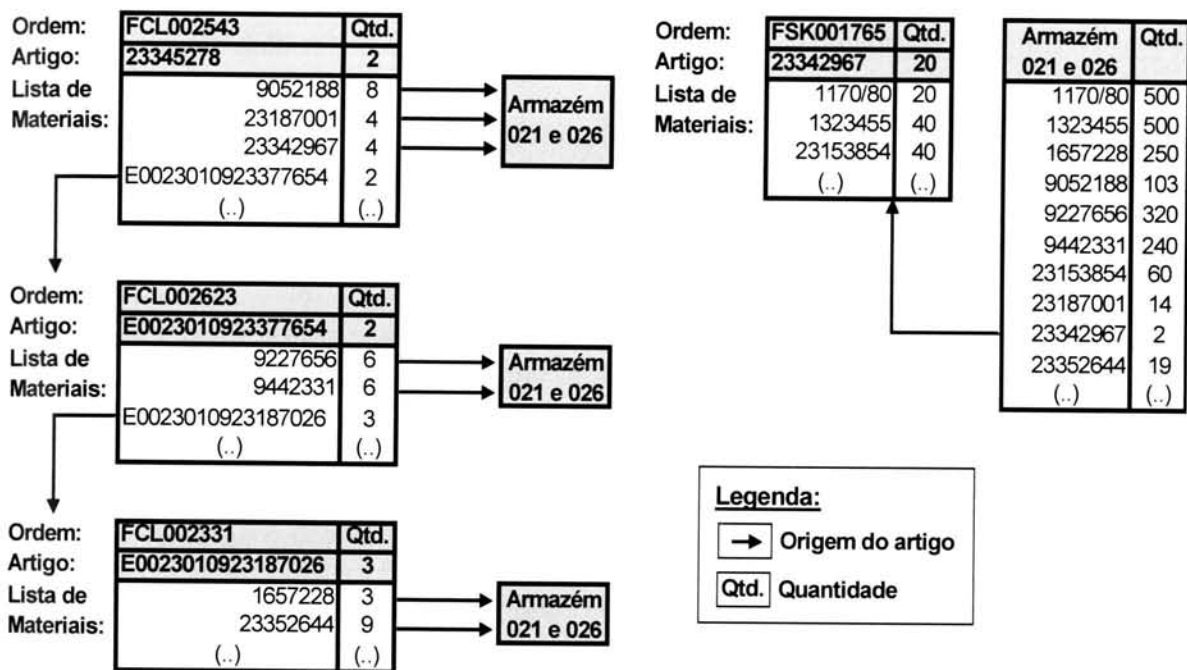 Ordem: FCL002543 Qtd.
Artigo: 23345278 2
Lista de 9052188 8
Materiais: 23187001 4
23342967 4
E0023010923377654 2
(..) (..)
Armazém
021 e 026
Ordem: FCL002623 Qtd.
Artigo: E0023010923377654 2
Lista de 9227656 6
Materiais: 9442331 6
E0023010923187026 3
(..) (..)
Armazém
021 e 026
Ordem: FCL002331 Qtd.
Artigo: E0023010923187026 3
Lista de 1657228 3
Materiais: 23352644 9
(..) (..)
Armazém
021 e 026
Ordem: FSK001765 Qtd.
Artigo: 23342967 20
Lista de 1170/80 20
Materiais: 1323455 40
23153854 40
(..) (..)
Armazém Qtd.
021 e 026
1170/80 500
1323455 500
1657228 250
9052188 103
9227656 320
9442331 240
23153854 60
23187001 14
23342967 2
23352644 19
(..) (..)
Legenda:
Origem do artigo
Qtd. Quantidade